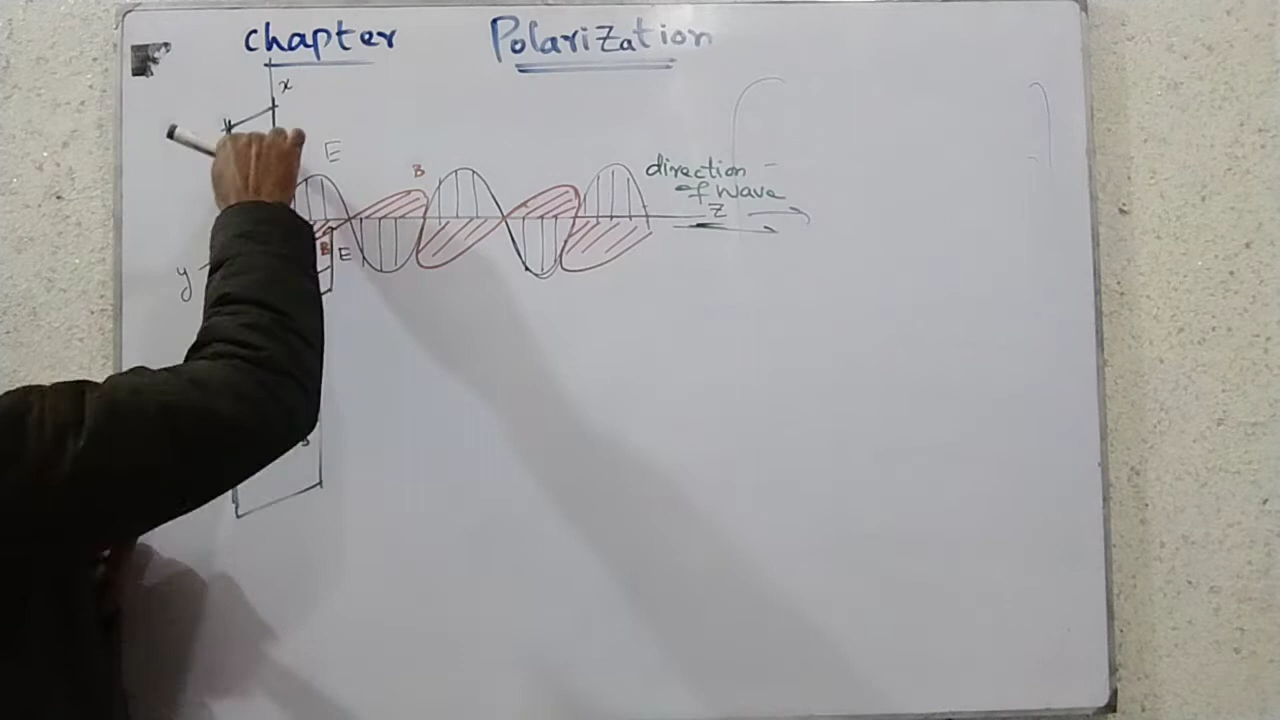 chapter Polarization
x
E
B
direction
of wave
z
B E
y